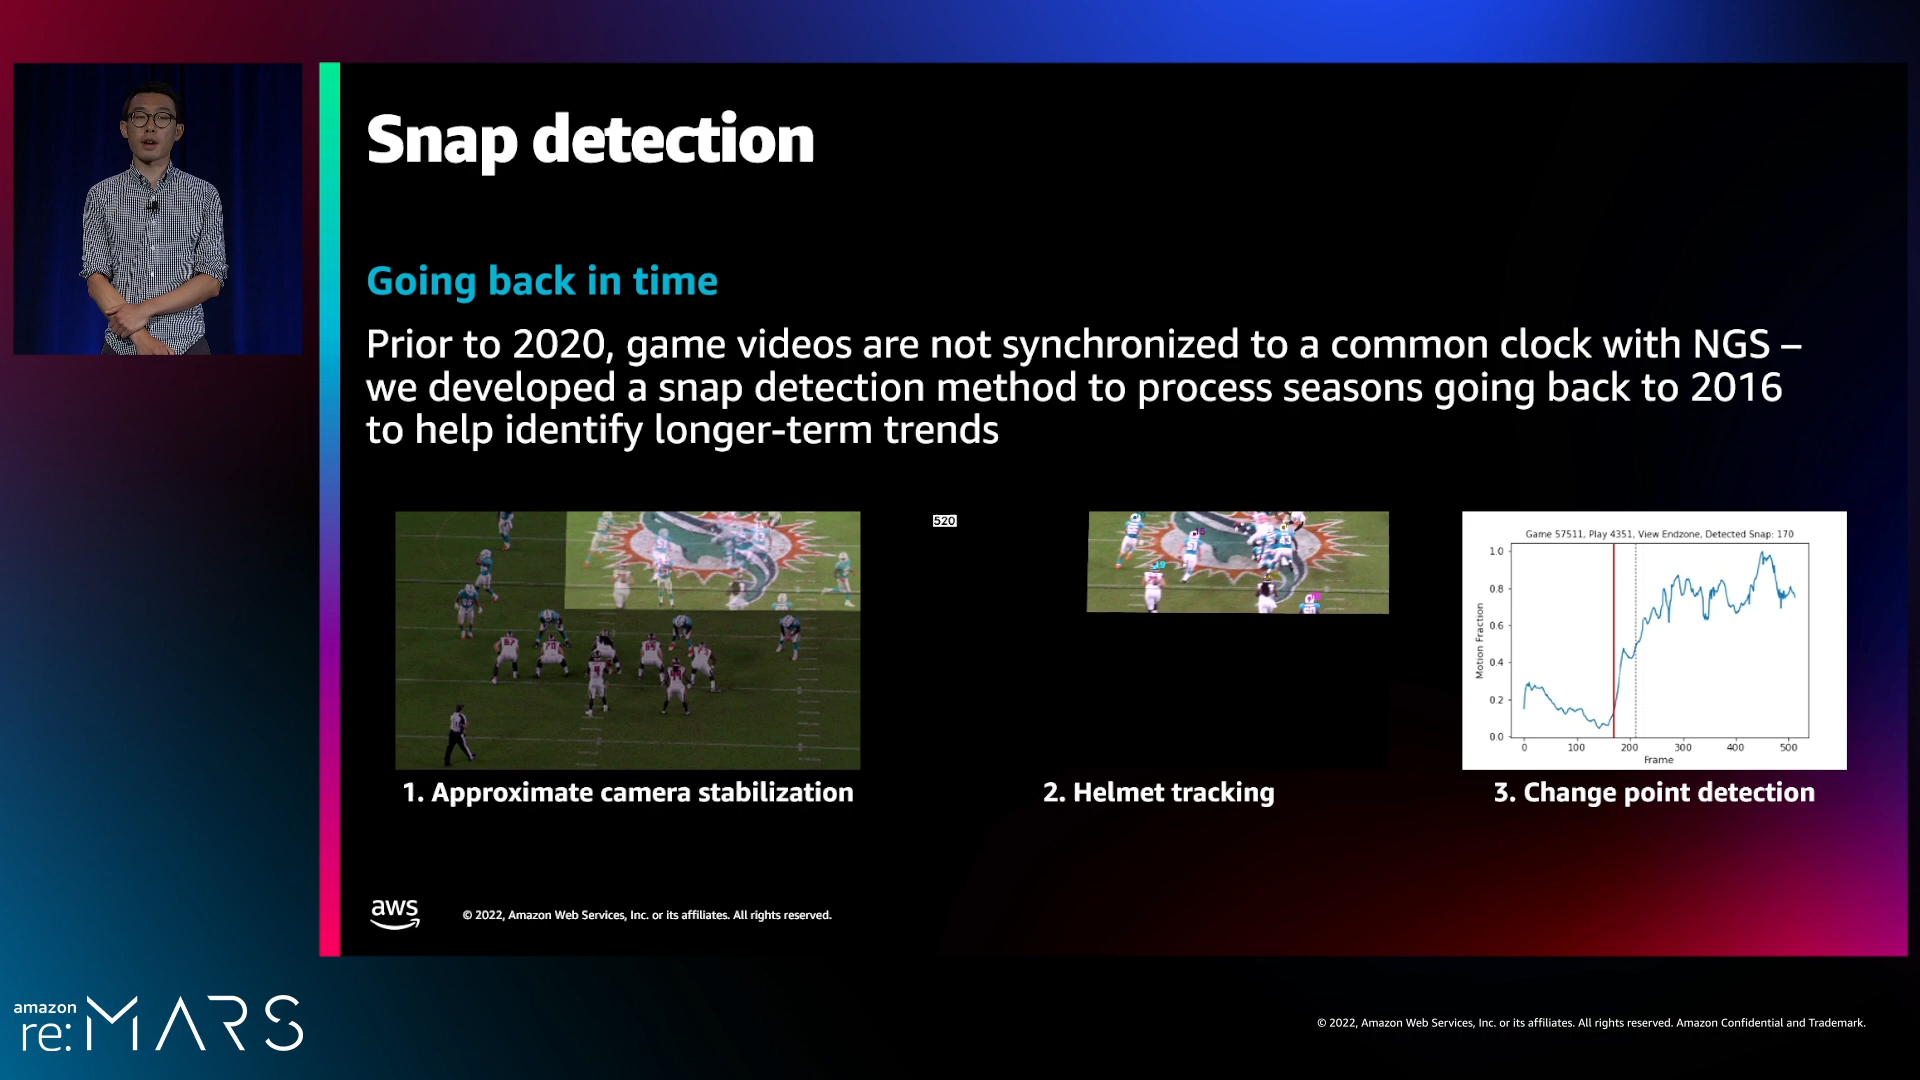 Snap detection
Going back in time
Prior to 2020, game videos are not synchronized to a common clock with NGS –
we developed a snap detection method to process seasons going back to 2016
to help identify longer-term trends
520
Game 57511, Play 4351, View Endzone, Detected Snap: 170
1.0
0.8
0.6
0.4
0.2
0.0
Motion Fraction
0 100 200 300 400 500
Frame
1. Approximate camera stabilization
2. Helmet tracking
3. Change point detection
aws
© 2022, Amazon Web Services, Inc. or its affiliates. All rights reserved.
amazon
re:MARS
© 2022, Amazon Web Services, Inc. or its affiliates. All rights reserved. Amazon Confidential and Trademark.